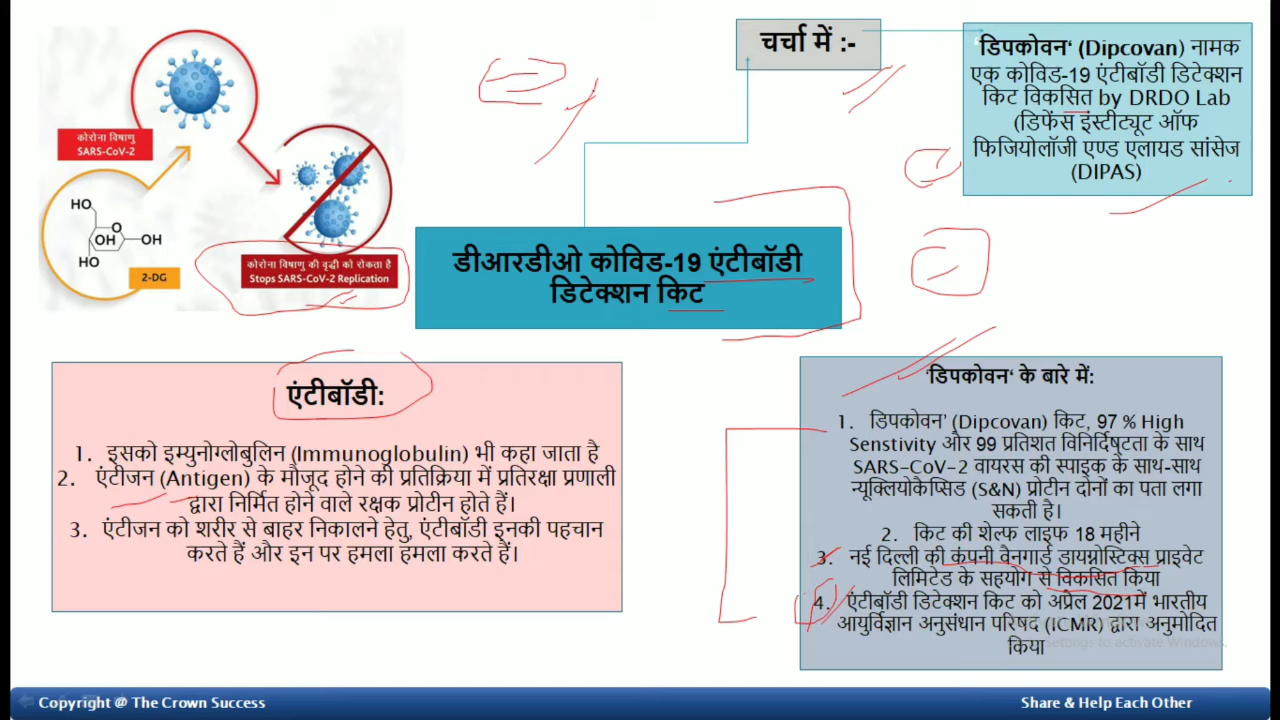 चर्चा में :-
'डिपकोवन' (Dipcovan) नामक
एक कोविड-19 एंटीबॉडी डिटेक्शन
किट विकसित by DRDO Lab
(डिफेंस इंस्टीट्यूट ऑफ
फिजियोलॉजी एण्ड एलायड सांसेज
(DIPAS)
कोरोना विषाणु
SARS-CoV-2
HO
O
OH
OH
HO
2-DG
कोरोना विषाणु की वृद्धी को रोकता है
Stops SARS-CoV-2 Replication
डीआरडीओ कोविड-19 एंटीबॉडी
डिटेक्शन किट
एंटीबॉडी:
1. इसको इम्युनोग्लोबुलिन (Immunoglobulin) भी कहा जाता है
2. एंटीजन (Antigen) के मौजूद होने की प्रतिक्रिया में प्रतिरक्षा प्रणाली
द्वारा निर्मित होने वाले रक्षक प्रोटीन होते हैं।
3. एंटीजन को शरीर से बाहर निकालने हेतु, एंटीबॉडी इनकी पहचान
करते हैं और इन पर हमला हमला करते हैं।
'डिपकोवन' के बारे में:
1. डिपकोवन' (Dipcovan) किट, 97 % High
Senstivity और 99 प्रतिशत विनिर्दिष्टता के साथ
SARS-CoV-2 वायरस की स्पाइक के साथ-साथ
न्यूक्लियोकैप्सिड (S&N) प्रोटीन दोनों का पता लगा
सकती है।
2. किट की शेल्फ लाइफ 18 महीने
3. नई दिल्ली की कंपनी वैनगार्ड डायग्नोस्टिक्स प्राइवेट
लिमिटेड के सहयोग से विकसित किया
4. एंटीबॉडी डिटेक्शन किट को अप्रैल 2021में भारतीय
आयुर्विज्ञान अनुसंधान परिषद (ICMR) द्वारा अनुमोदित
किया
Settings to activate Windows.
Copyright @ The Crown Success
Share & Help Each Other